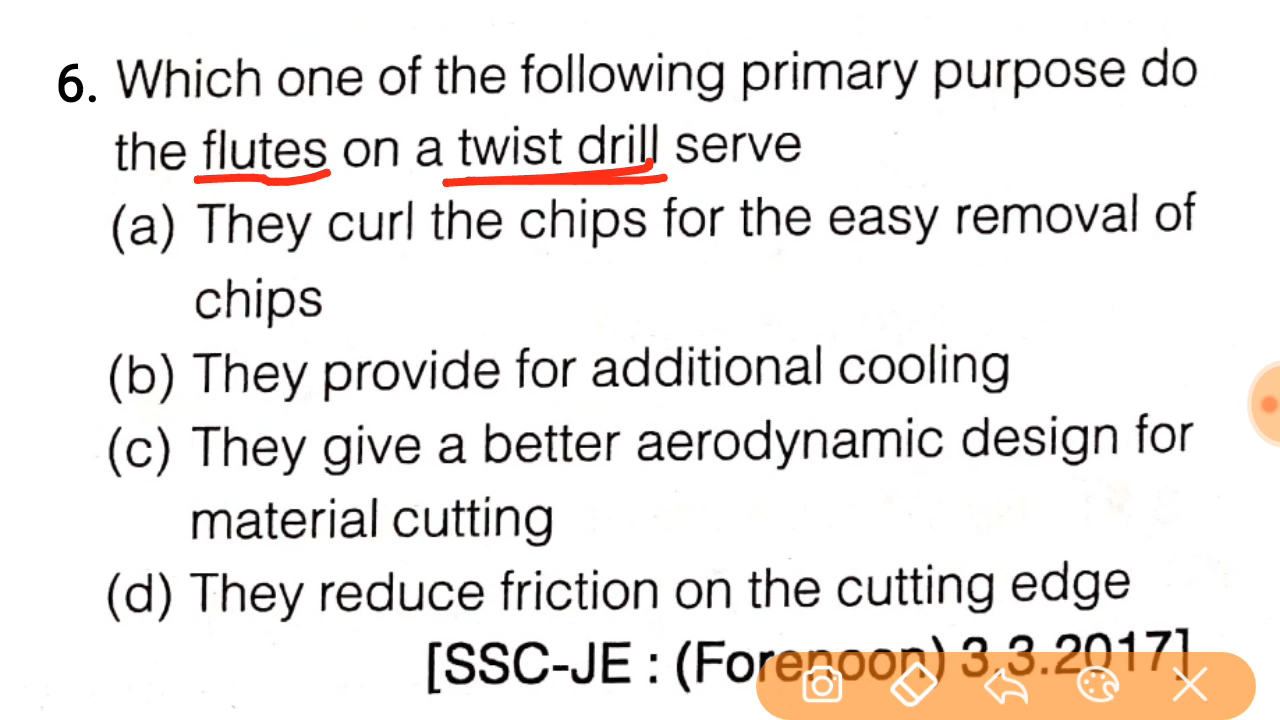 6. Which one of the following primary purpose do
the flutes on a twist drill serve
(a) They curl the chips for the easy removal of
chips
(b) They provide for additional cooling
(c) They give a better aerodynamic design for
material cutting
(d) They reduce friction on the cutting edge
[SSC-JE : (Forenoon) 3.3.2017]